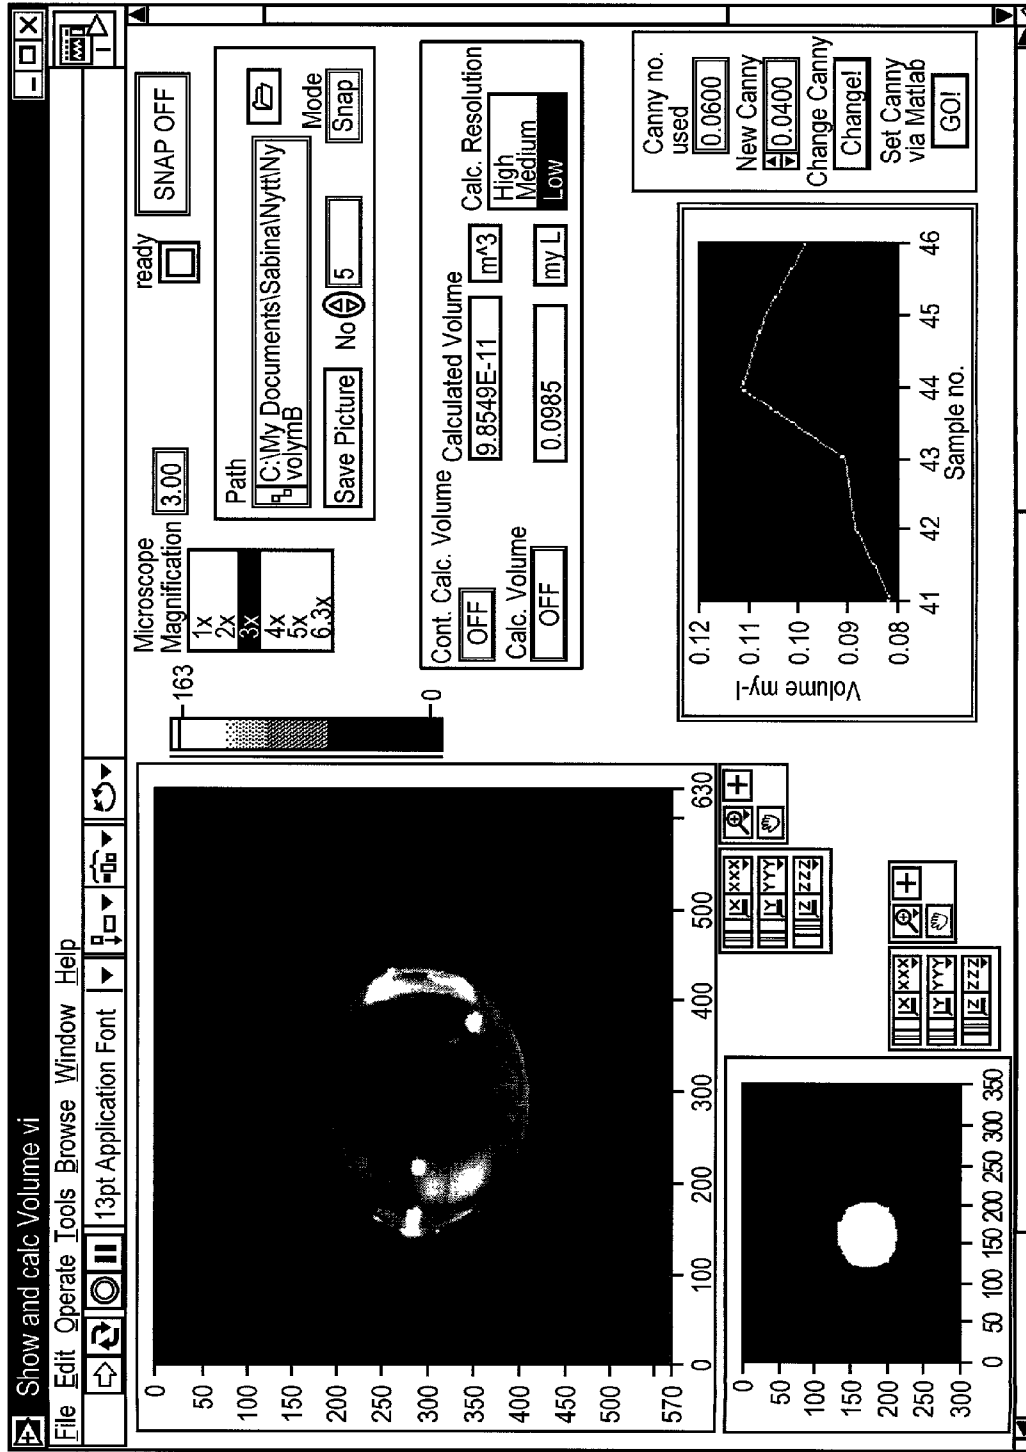 Show and calc Volume vi
File Edit Operate Tools Browse Window Help
13pt Application Font
0
50
100
150
200
250
300
350
400
450
500
570
0 100 200 300 400 500 630
163
0
Microscope
Magnification
3.00
1x
2x
3x
4x
5x
6.3x
ready
SNAP OFF
Path
C:\My Documents\Sabina\Nytt\Ny
volymB
Save Picture
No
5
Mode
Snap
Cont. Calc. Volume
OFF
Calc. Volume
OFF
Calculated Volume
9.8549E-11
m^3
0.0985
my L
Calc. Resolution
High
Medium
Low
X XXX
Y YYY
Z ZZZ
0
50
100
150
200
250
300
0 50 100 150 200 250 300 350
X XXX
Y YYY
Z ZZZ
Volume my-l
0.12
0.11
0.10
0.09
0.08
41 42 43 44 45 46
Sample no.
Canny no.
used
0.0600
New Canny
0.0400
Change Canny
Change!
Set Canny
via Matlab
GO!